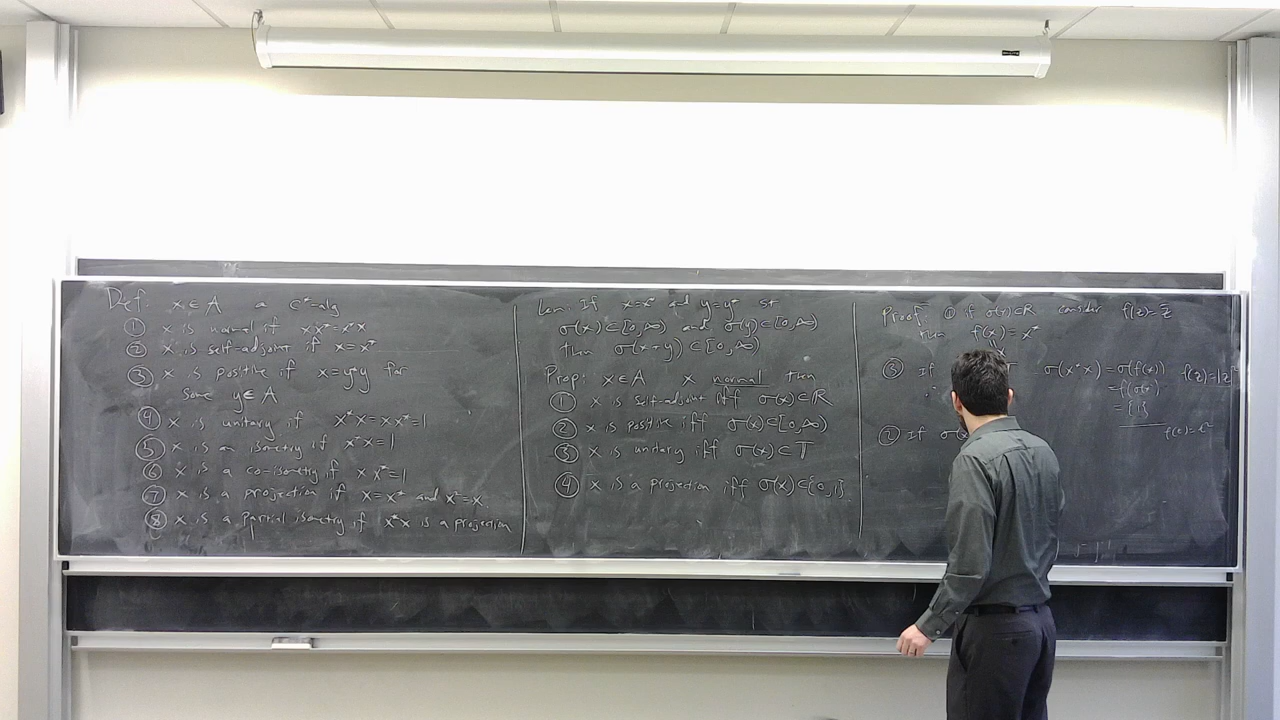 Def. x ∈ A a C*-alg
① x is normal if xx* = x*x
② x is self-adjoint if x = x*
③ x is positive if x = y*y for
some y ∈ A
④ x is unitary if x*x = xx* = 1
⑤ x is an isometry if x*x = 1
⑥ x is a co-isometry if xx* = 1
⑦ x is a projection if x = x* and x² = x.
⑧ x is a partial isometry if x*x is a projection
Lem: If x = x* and y = y* st
σ(x) ⊂ [0,∞) and σ(y) ⊂ [0,∞)
then σ(x+y) ⊂ [0,∞)
Prop: x ∈ A x normal then
① x is self-adjoint iff σ(x) ⊂ ℝ
② x is positive iff σ(x) ⊂ [0,∞)
③ x is unitary iff σ(x) ⊂ 𝕋
④ x is a projection iff σ(x) ⊂ {0,1}.
Proof: ① if σ(x) ⊂ ℝ consider f(z) = z̄
then f(x) = x*
x
③ If σ(x*x) = σ(f(x)) f(z) = |z|²
= f(σ(x))
= {1}
② If